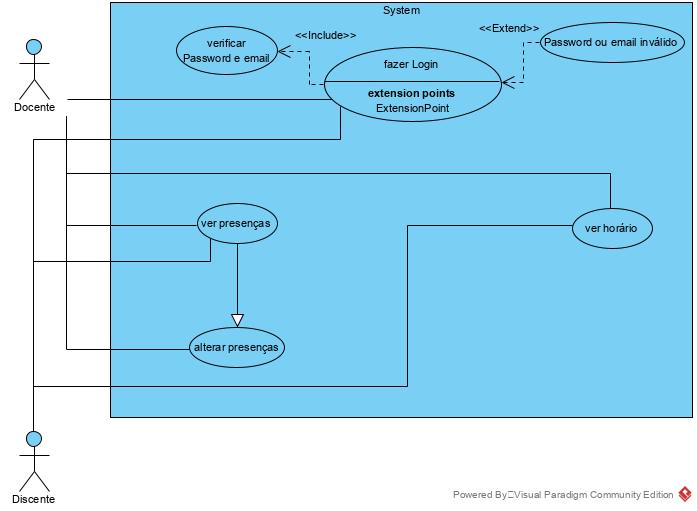 System
<<Include>>
<<Extend>>
verificar
Password e email
Password ou email inválido
fazer Login
extension points
ExtensionPoint
Docente
ver presenças
ver horário
alterar presenças
Discente
Powered By Visual Paradigm Community Edition